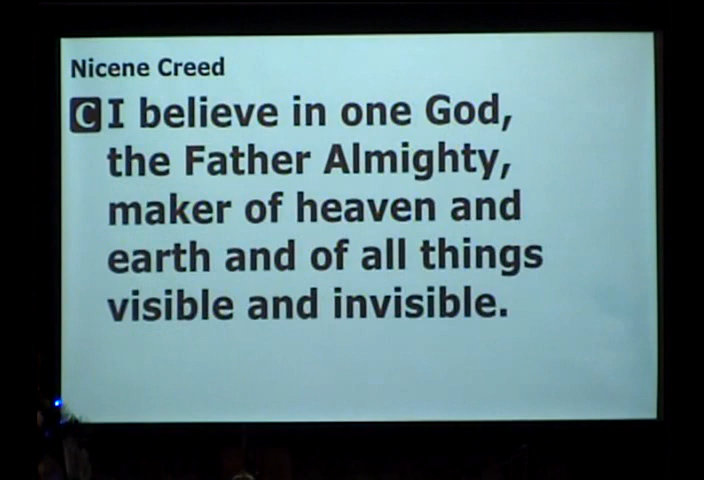 Nicene Creed
C I believe in one God,
the Father Almighty,
maker of heaven and
earth and of all things
visible and invisible.